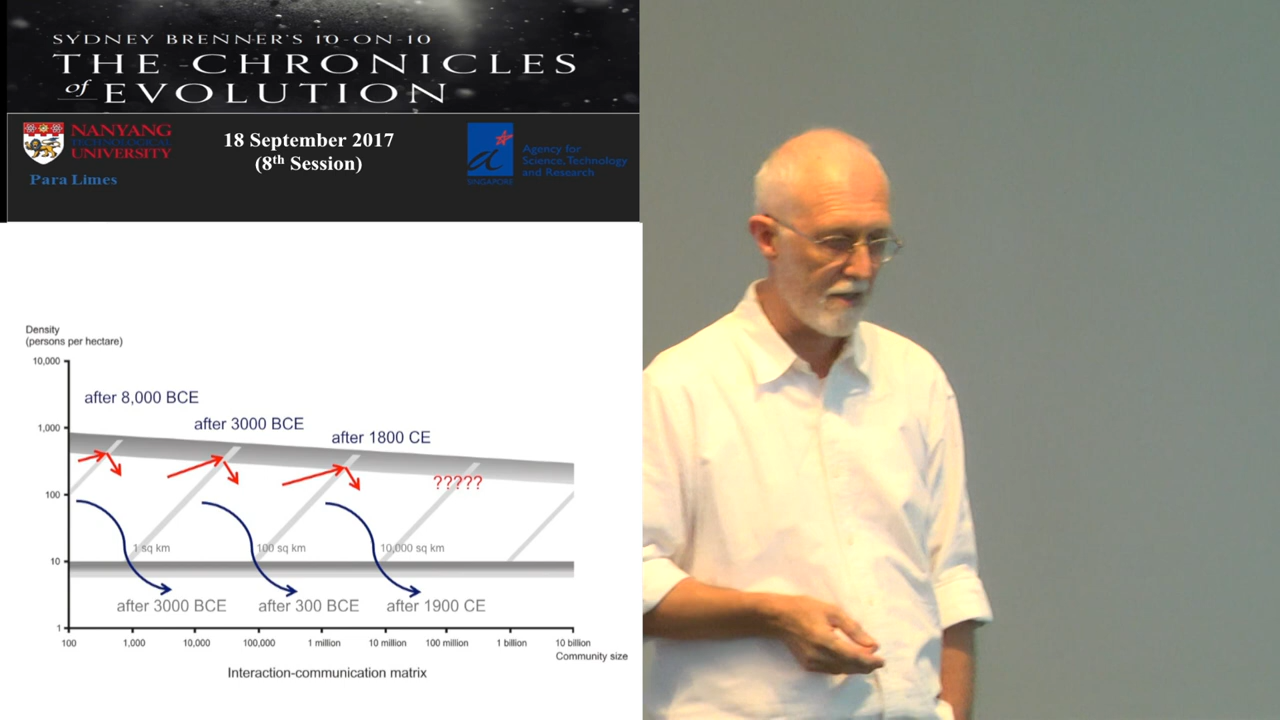 SYDNEY BRENNER'S 10-ON-10
THE CHRONICLES
of EVOLUTION
NANYANG
TECHNOLOGICAL
UNIVERSITY
Para Limes
18 September 2017
(8th Session)
SINGAPORE
Agency for
Science, Technology
and Research
Density
(persons per hectare)
10,000
1,000
100
10
1
after 8,000 BCE
after 3000 BCE
after 1800 CE
?????
1 sq km
100 sq km
10,000 sq km
after 3000 BCE
after 300 BCE
after 1900 CE
100
1,000
10,000
100,000
1 million
10 million
100 million
1 billion
10 billion
Community size
Interaction-communication matrix